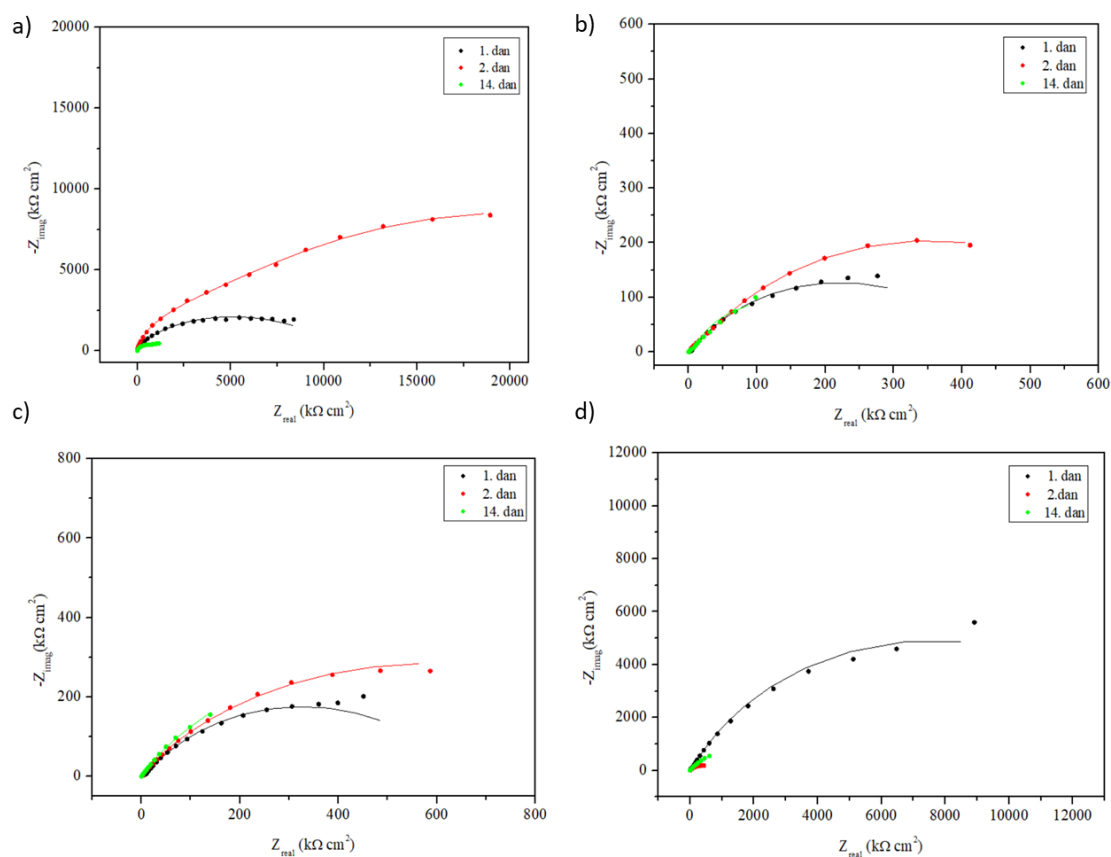 a)
20000
15000
10000
5000
0
-Z_imag(kΩ cm²)
0
5000
10000
15000
20000
Z_real (kΩ cm²)
1. dan
2. dan
14. dan
b)
600
500
400
300
200
100
0
-Z_imag(kΩ cm²)
0
100
200
300
400
500
600
Z_real (kΩ cm²)
1. dan
2. dan
14. dan
c)
800
600
400
200
0
-Z_imag(kΩ cm²)
0
200
400
600
800
Z_real (kΩ cm²)
1. dan
2. dan
14. dan
d)
12000
10000
8000
6000
4000
2000
0
-Z_imag(kΩ cm²)
0
2000
4000
6000
8000
10000
12000
Z_real (kΩ cm²)
1. dan
2.dan
14. dan